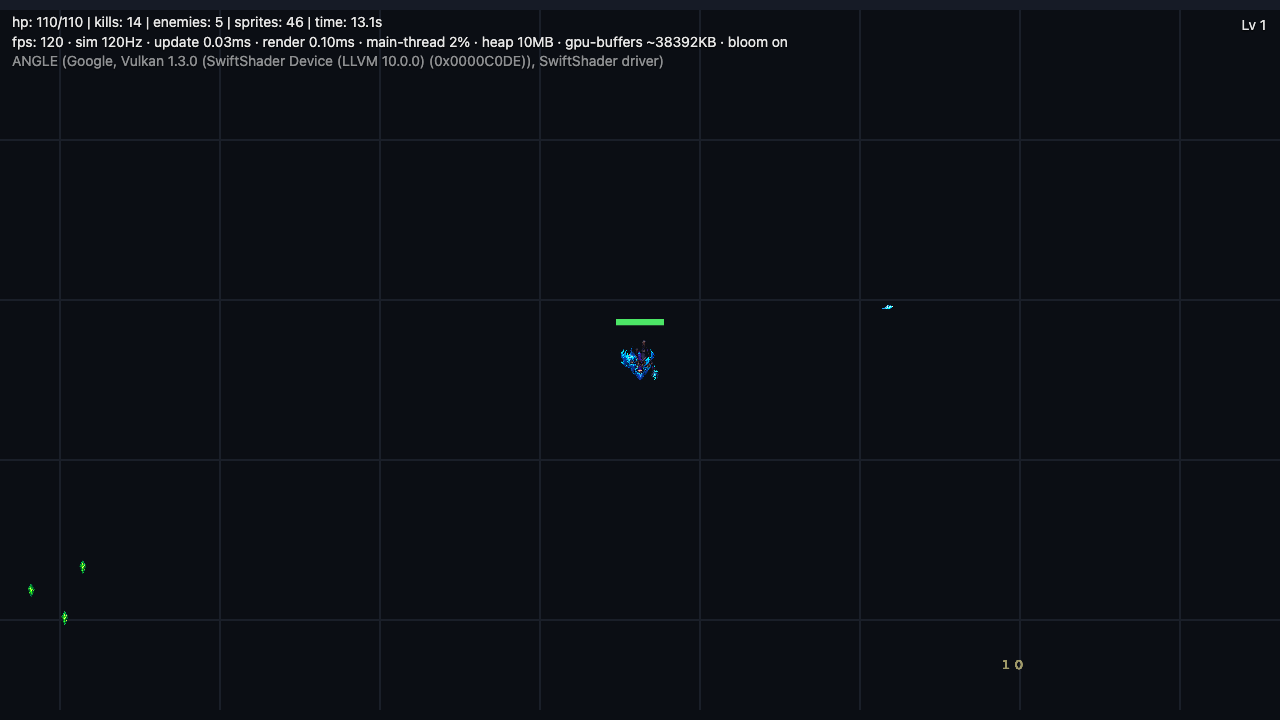 hp: 110/110 | kills: 14 | enemies: 5 | sprites: 46 | time: 13.1s
Lv 1
fps: 120 · sim 120Hz · update 0.03ms · render 0.10ms · main-thread 2% · heap 10MB · gpu-buffers ~38392KB · bloom on
ANGLE (Google, Vulkan 1.3.0 (SwiftShader Device (LLVM 10.0.0) (0x0000C0DE)), SwiftShader driver)
10